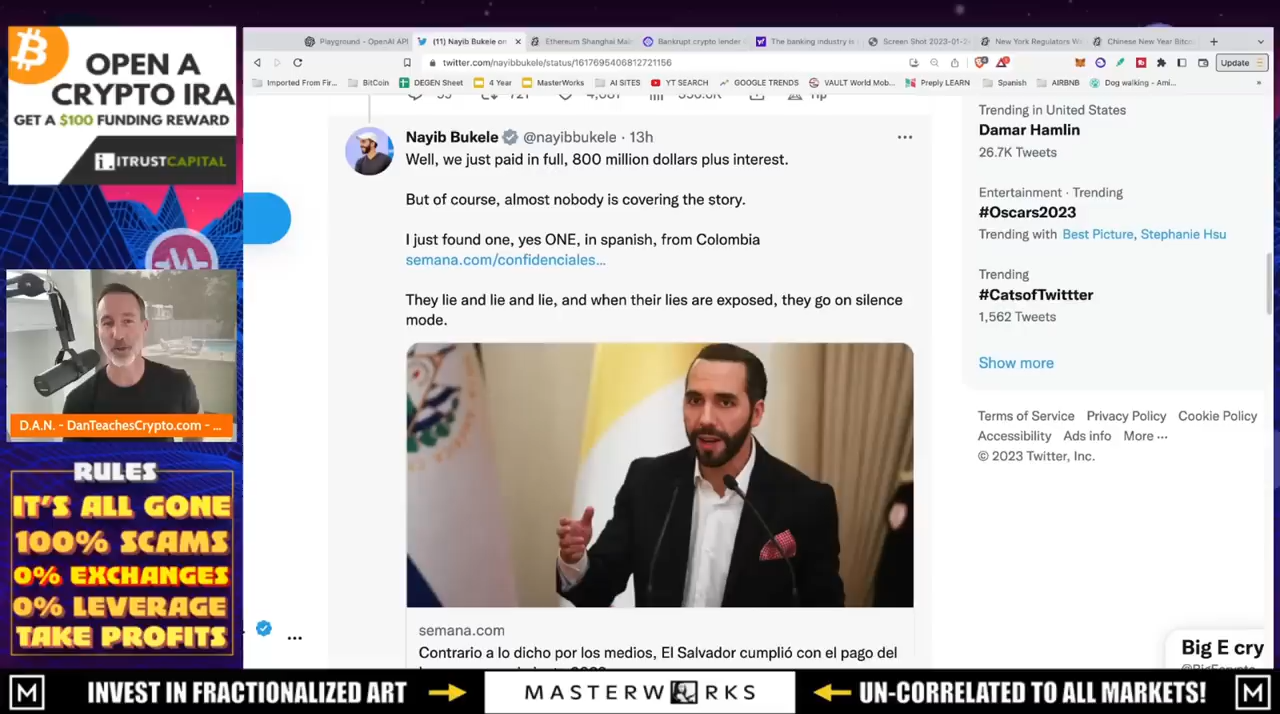 OPEN A
CRYPTO IRA
GET A $100 FUNDING REWARD
ITRUSTCAPITAL
D.A.N. - DanTeachesCrypto.com - ...
RULES
IT'S ALL GONE
100% SCAMS
0% EXCHANGES
0% LEVERAGE
TAKE PROFITS
Playground - OpenAI API
(11) Nayib Bukele on
Ethereum Shanghai Mai
Bankrupt crypto lender
The banking industry is
Screen Shot 2023-01-2
New York Regulators W
Chinese New Year Bitc
twitter.com/nayibbukele/status/1617695406812721156
Update
Imported From Fir...
BitCoin
DEGEN Sheet
4 Year
MasterWorks
AI SITES
YT SEARCH
GOOGLE TRENDS
VAULT World Mob...
Preply LEARN
Spanish
AIRBNB
Dog walking - Ami...
Nayib Bukele @nayibbukele · 13h
Well, we just paid in full, 800 million dollars plus interest.
But of course, almost nobody is covering the story.
I just found one, yes ONE, in spanish, from Colombia
semana.com/confidenciales...
They lie and lie and lie, and when their lies are exposed, they go on silence
mode.
semana.com
Contrario a lo dicho por los medios, El Salvador cumplió con el pago del
Trending in United States
Damar Hamlin
26.7K Tweets
Entertainment · Trending
#Oscars2023
Trending with Best Picture, Stephanie Hsu
Trending
#CatsofTwittter
1,562 Tweets
Show more
Terms of Service Privacy Policy Cookie Policy
Accessibility Ads info More ...
© 2023 Twitter, Inc.
Big E cry
M INVEST IN FRACTIONALIZED ART
MASTERWORKS
UN-CORRELATED TO ALL MARKETS! M